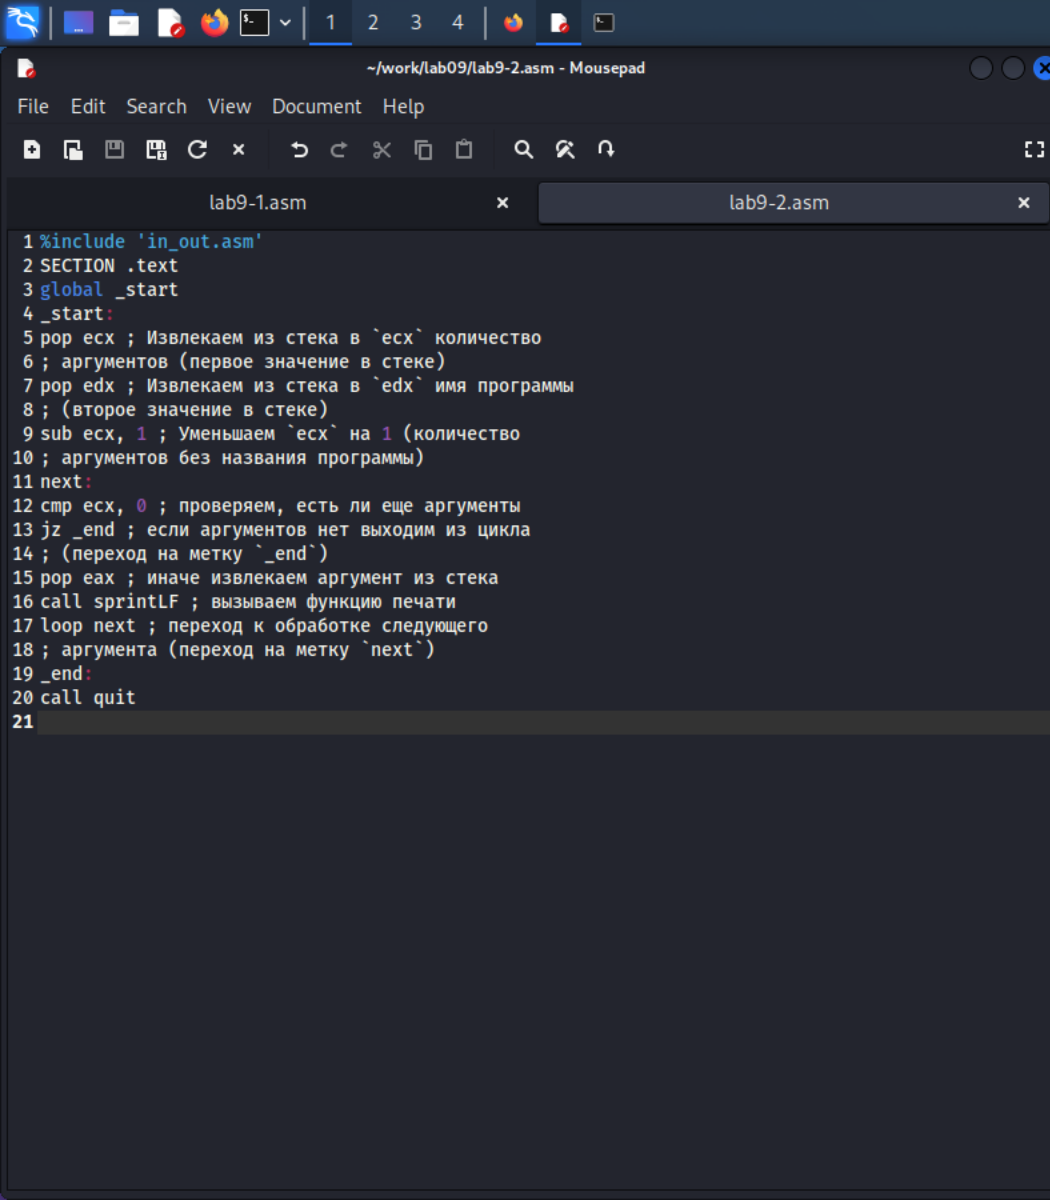 1 2 3 4
~/work/lab09/lab9-2.asm - Mousepad
File Edit Search View Document Help
lab9-1.asm lab9-2.asm
1 %include 'in_out.asm'
2 SECTION .text
3 global _start
4 _start:
5 pop ecx ; Извлекаем из стека в `ecx` количество
6 ; аргументов (первое значение в стеке)
7 pop edx ; Извлекаем из стека в `edx` имя программы
8 ; (второе значение в стеке)
9 sub ecx, 1 ; Уменьшаем `ecx` на 1 (количество
10 ; аргументов без названия программы)
11 next:
12 cmp ecx, 0 ; проверяем, есть ли еще аргументы
13 jz _end ; если аргументов нет выходим из цикла
14 ; (переход на метку `_end`)
15 pop eax ; иначе извлекаем аргумент из стека
16 call sprintLF ; вызываем функцию печати
17 loop next ; переход к обработке следующего
18 ; аргумента (переход на метку `next`)
19 _end:
20 call quit
21